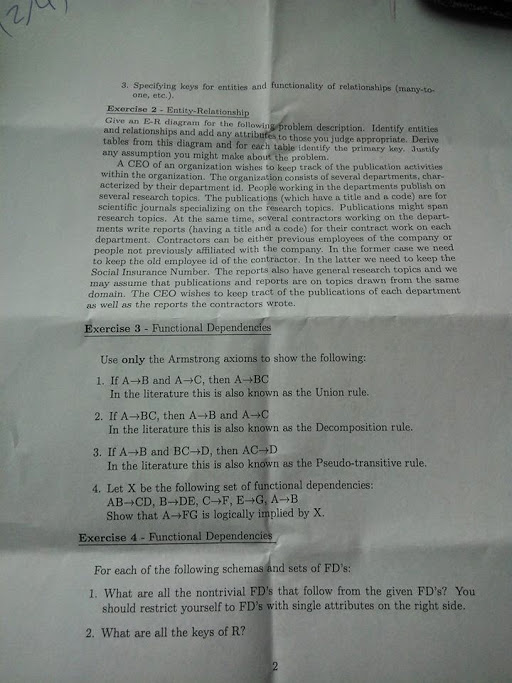 3. Specifying keys for entities and functionality of relationships (many-to-
one, etc.).
Exercise 2 - Entity-Relationship
Give an E-R diagram for the following problem description. Identify entities
and relationships and add any attributes to those you judge appropriate. Derive
tables from this diagram and for each table identify the primary key. Justify
any assumption you might make about the problem.
A CEO of an organization wishes to keep track of the publication activities
within the organization. The organization consists of several departments, char-
acterized by their department id. People working in the departments publish on
several research topics. The publications (which have a title and a code) are for
scientific journals specializing on the research topics. Publications might span
research topics. At the same time, several contractors working on the depart-
ments write reports (having a title and a code) for their contract work on each
department. Contractors can be either previous employees of the company or
people not previously affiliated with the company. In the former case we need
to keep the old employee id of the contractor. In the latter we need to keep the
Social Insurance Number. The reports also have general research topics and we
may assume that publications and reports are on topics drawn from the same
domain. The CEO wishes to keep tract of the publications of each department
as well as the reports the contractors wrote.
Exercise 3 - Functional Dependencies
Use only the Armstrong axioms to show the following:
1. If A→B and A→C, then A→BC
In the literature this is also known as the Union rule.
2. If A→BC, then A→B and A→C
In the literature this is also known as the Decomposition rule.
3. If A→B and BC→D, then AC→D
In the literature this is also known as the Pseudo-transitive rule.
4. Let X be the following set of functional dependencies:
AB→CD, B→DE, C→F, E→G, A→B
Show that A→FG is logically implied by X.
Exercise 4 - Functional Dependencies
For each of the following schemas and sets of FD's:
1. What are all the nontrivial FD's that follow from the given FD's? You
should restrict yourself to FD's with single attributes on the right side.
2. What are all the keys of R?
2